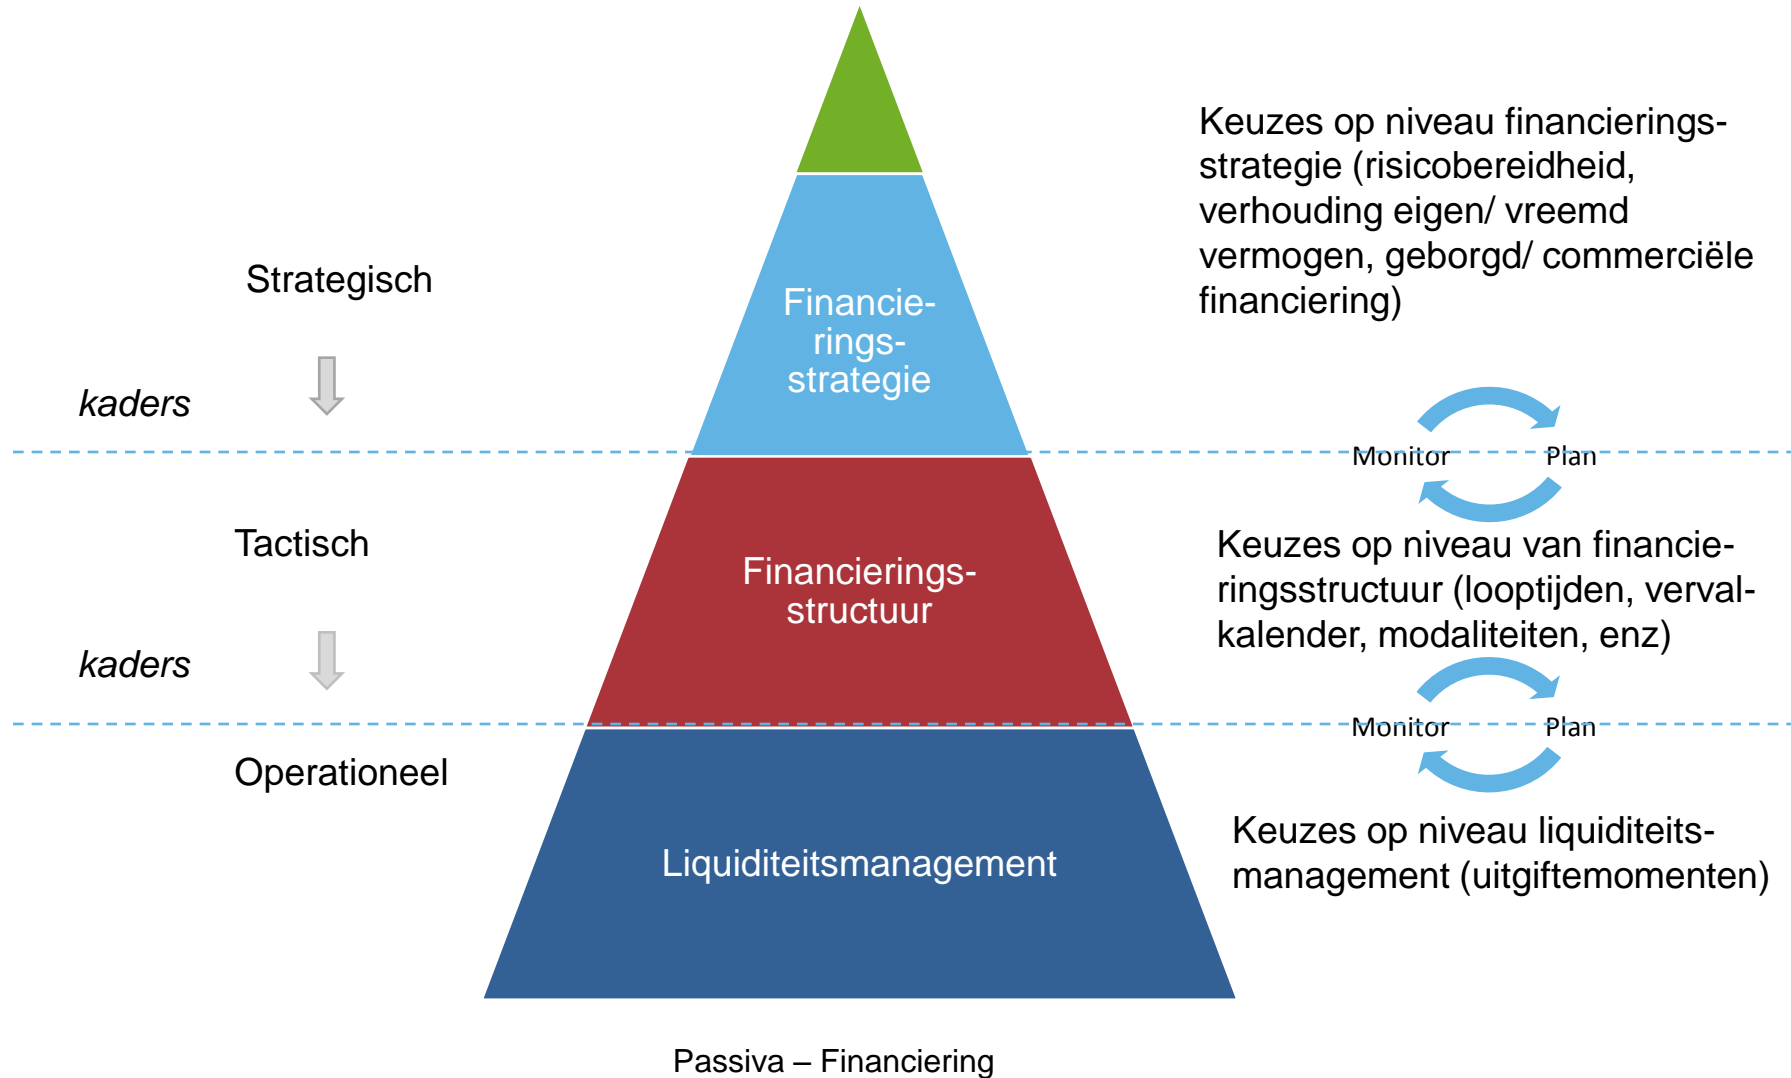 Keuzes op niveau financierings-
strategie (risicobereidheid,
verhouding eigen/ vreemd
vermogen, geborgd/ commerciële
financiering)
Strategisch
Financie-
rings-
strategie
kaders
Monitor Plan
Tactisch
Financierings-
structuur
Keuzes op niveau van financie-
ringsstructuur (looptijden, verval-
kalender, modaliteiten, enz)
kaders
Monitor Plan
Operationeel
Liquiditeitsmanagement
Keuzes op niveau liquiditeits-
management (uitgiftemomenten)
Passiva – Financiering